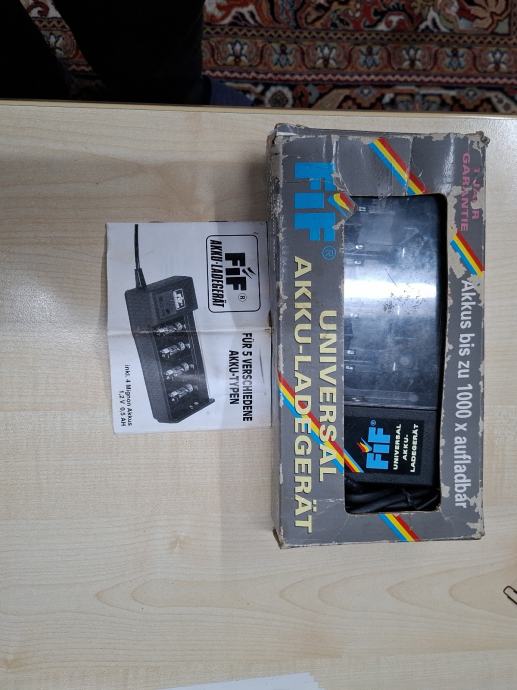 FiF®
AKKU-LADEGERÄT
FiF
FÜR 5 VERSCHIEDENE
AKKU-TYPEN
inkl. 4 Mignon Akkus
1,2 V 0,5 AH
FiF®
UNIVERSAL
AKKU-LADEGERÄT
GARANTIE
Akkus bis zu 1000 x aufladbar
FiF®
UNIVERSAL
AKKU-
LADEGERÄT